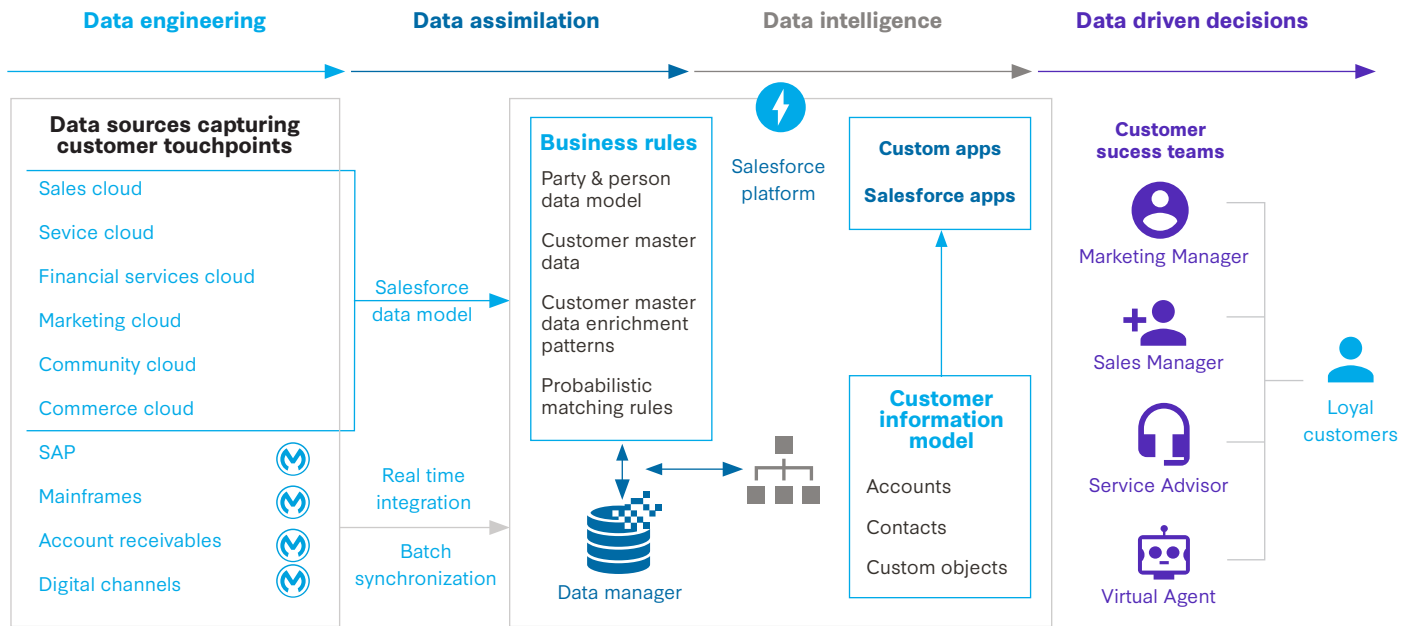 Data engineering
Data assimilation
Data intelligence
Data driven decisions
Data sources capturing
customer touchpoints
Sales cloud
Sevice cloud
Financial services cloud
Marketing cloud
Community cloud
Commerce cloud
SAP
Mainframes
Account receivables
Digital channels
Salesforce
data model
Real time
integration
Batch
synchronization
Business rules
Party & person
data model
Customer master
data
Customer master
data enrichment
patterns
Probabilistic
matching rules
Data manager
Salesforce
platform
Custom apps
Salesforce apps
Customer
information
model
Accounts
Contacts
Custom objects
Customer
sucess teams
Marketing Manager
Sales Manager
Service Advisor
Virtual Agent
Loyal
customers